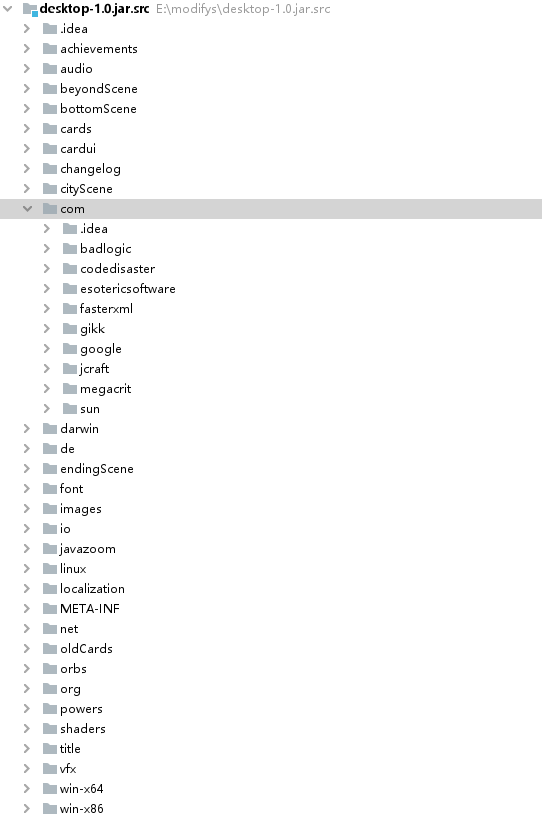 desktop-1.0.jar.src E:\modifys\desktop-1.0.jar.src
.idea
achievements
audio
beyondScene
bottomScene
cards
cardui
changelog
cityScene
com
.idea
badlogic
codedisaster
esotericsoftware
fasterxml
gikk
google
jcraft
megacrit
sun
darwin
de
endingScene
font
images
io
javazoom
linux
localization
META-INF
net
oldCards
orbs
org
powers
shaders
title
vfx
win-x64
win-x86